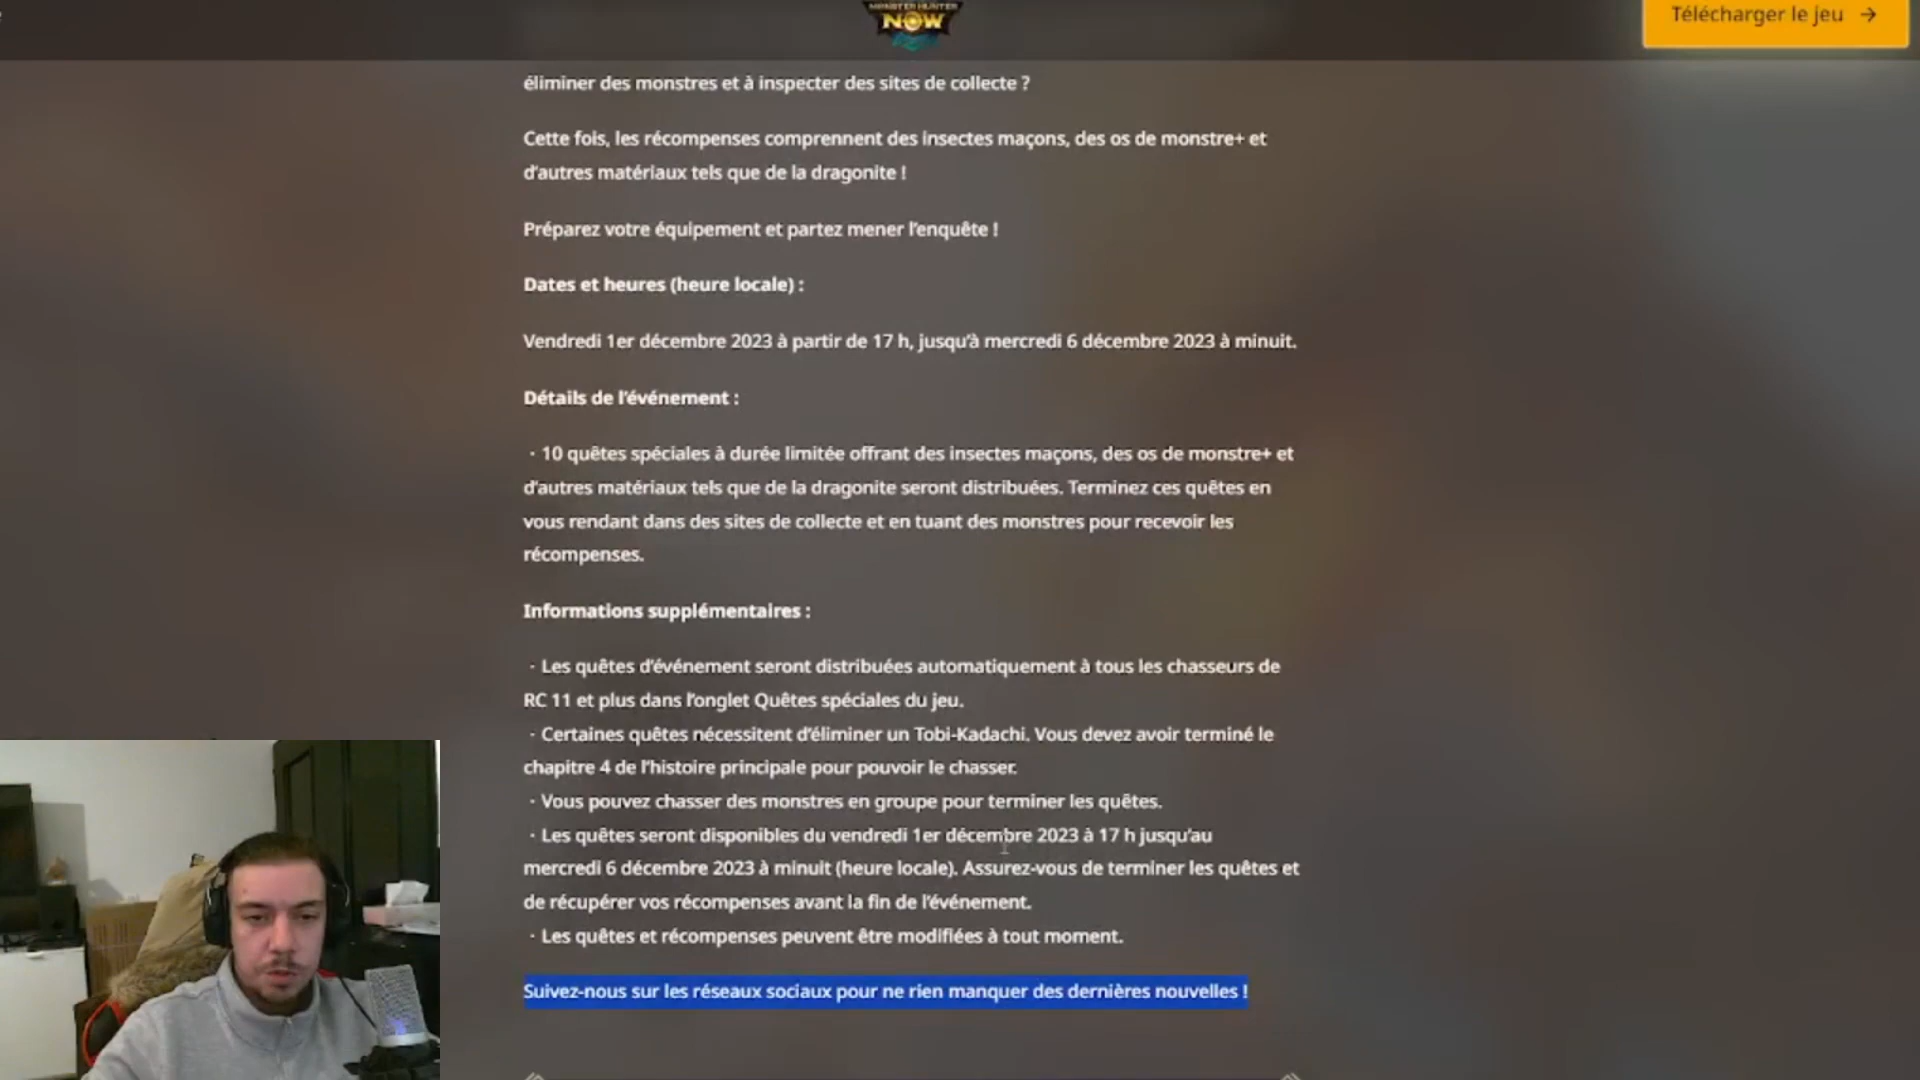 MONSTER HUNTER
NOW
Télécharger le jeu →
éliminer des monstres et à inspecter des sites de collecte ?
Cette fois, les récompenses comprennent des insectes maçons, des os de monstre+ et
d'autres matériaux tels que de la dragonite !
Préparez votre équipement et partez mener l'enquête !
Dates et heures (heure locale) :
Vendredi 1er décembre 2023 à partir de 17 h, jusqu'à mercredi 6 décembre 2023 à minuit.
Détails de l'événement :
· 10 quêtes spéciales à durée limitée offrant des insectes maçons, des os de monstre+ et
d'autres matériaux tels que de la dragonite seront distribuées. Terminez ces quêtes en
vous rendant dans des sites de collecte et en tuant des monstres pour recevoir les
récompenses.
Informations supplémentaires :
· Les quêtes d'événement seront distribuées automatiquement à tous les chasseurs de
RC 11 et plus dans l'onglet Quêtes spéciales du jeu.
· Certaines quêtes nécessitent d'éliminer un Tobi-Kadachi. Vous devez avoir terminé le
chapitre 4 de l'histoire principale pour pouvoir le chasser.
· Vous pouvez chasser des monstres en groupe pour terminer les quêtes.
· Les quêtes seront disponibles du vendredi 1er décembre 2023 à 17 h jusqu'au
mercredi 6 décembre 2023 à minuit (heure locale). Assurez-vous de terminer les quêtes et
de récupérer vos récompenses avant la fin de l'événement.
· Les quêtes et récompenses peuvent être modifiées à tout moment.
Suivez-nous sur les réseaux sociaux pour ne rien manquer des dernières nouvelles !